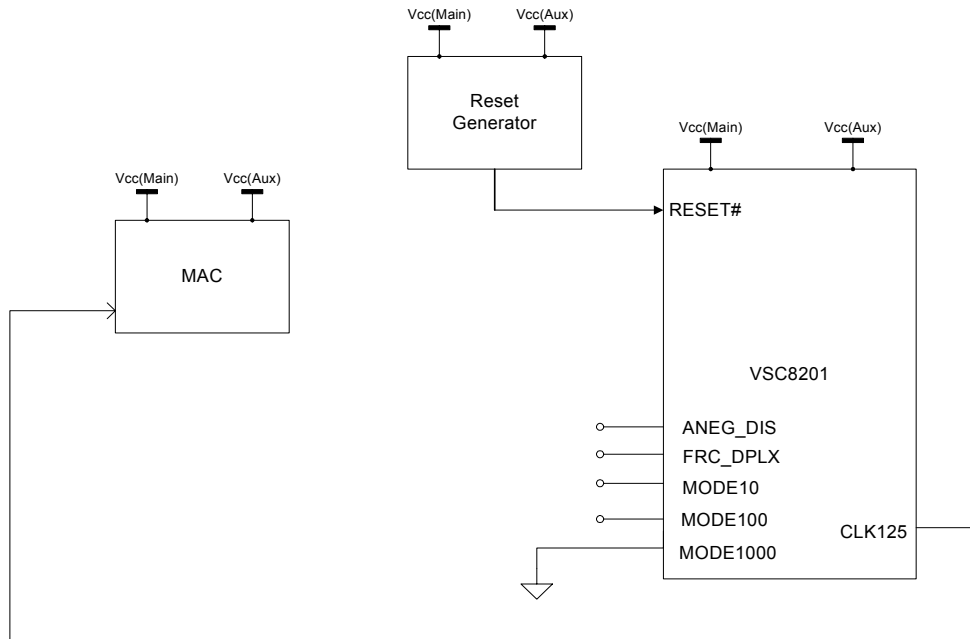 Vcc(Main)
Vcc(Aux)
Reset
Generator
Vcc(Main)
Vcc(Aux)
Vcc(Main)
Vcc(Aux)
MAC
RESET#
VSC8201
ANEG_DIS
FRC_DPLX
MODE10
MODE100
MODE1000
CLK125